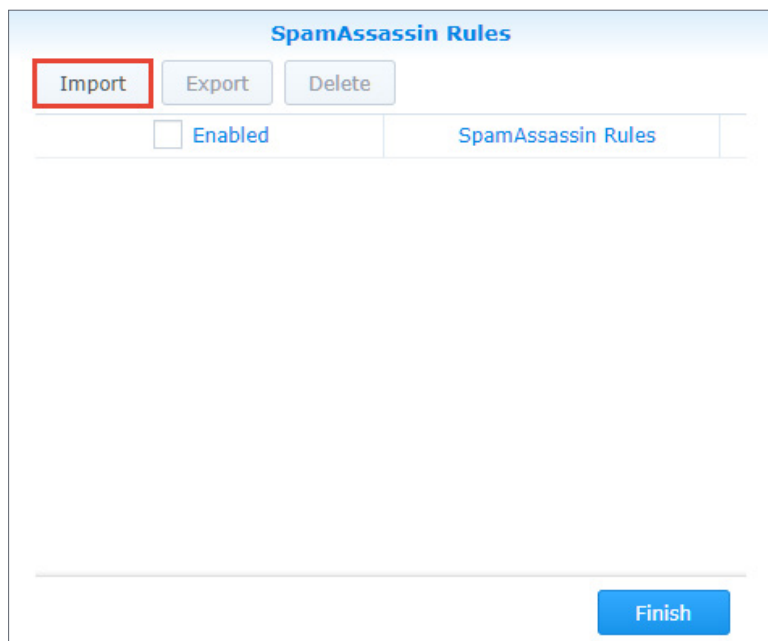 SpamAssassin Rules
Import Export Delete
Enabled SpamAssassin Rules
Finish